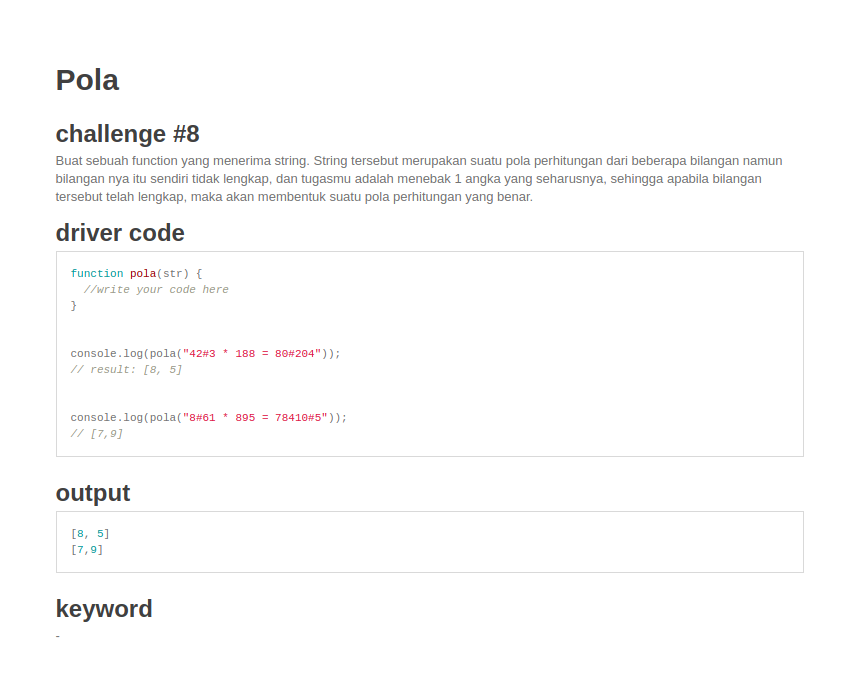 Pola
challenge #8
Buat sebuah function yang menerima string. String tersebut merupakan suatu pola perhitungan dari beberapa bilangan namun
bilangan nya itu sendiri tidak lengkap, dan tugasmu adalah menebak 1 angka yang seharusnya, sehingga apabila bilangan
tersebut telah lengkap, maka akan membentuk suatu pola perhitungan yang benar.
driver code
function pola(str) {
  //write your code here
}
console.log(pola("42#3 * 188 = 80#204"));
// result: [8, 5]
console.log(pola("8#61 * 895 = 78410#5"));
// [7,9]
output
[8, 5]
[7,9]
keyword
-